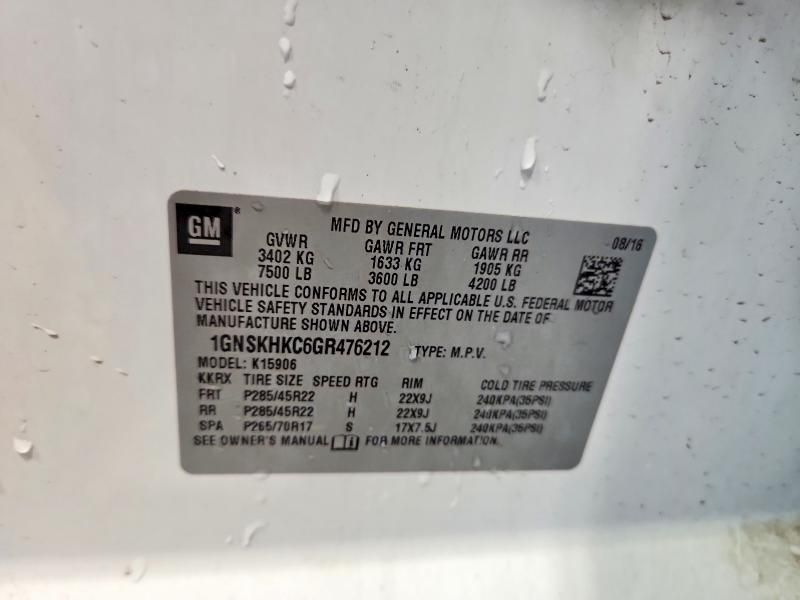 GM ®
MFD BY GENERAL MOTORS LLC 08/16
GVWR GAWR FRT GAWR RR
3402 KG 1633 KG 1905 KG
7500 LB 3600 LB 4200 LB
THIS VEHICLE CONFORMS TO ALL APPLICABLE U.S. FEDERAL MOTOR
VEHICLE SAFETY STANDARDS IN EFFECT ON THE DATE OF
MANUFACTURE SHOWN ABOVE.
1GNSKHKC6GR476212 TYPE: M.P.V.
MODEL: K15906
KKRX TIRE SIZE SPEED RTG RIM COLD TIRE PRESSURE
FRT P285/45R22 H 22X9J 240KPA(35PSI)
RR P285/45R22 H 22X9J 240KPA(35PSI)
SPA P265/70R17 S 17X7.5J 240KPA(35PSI)
SEE OWNER'S MANUAL i FOR MORE INFORMATION.